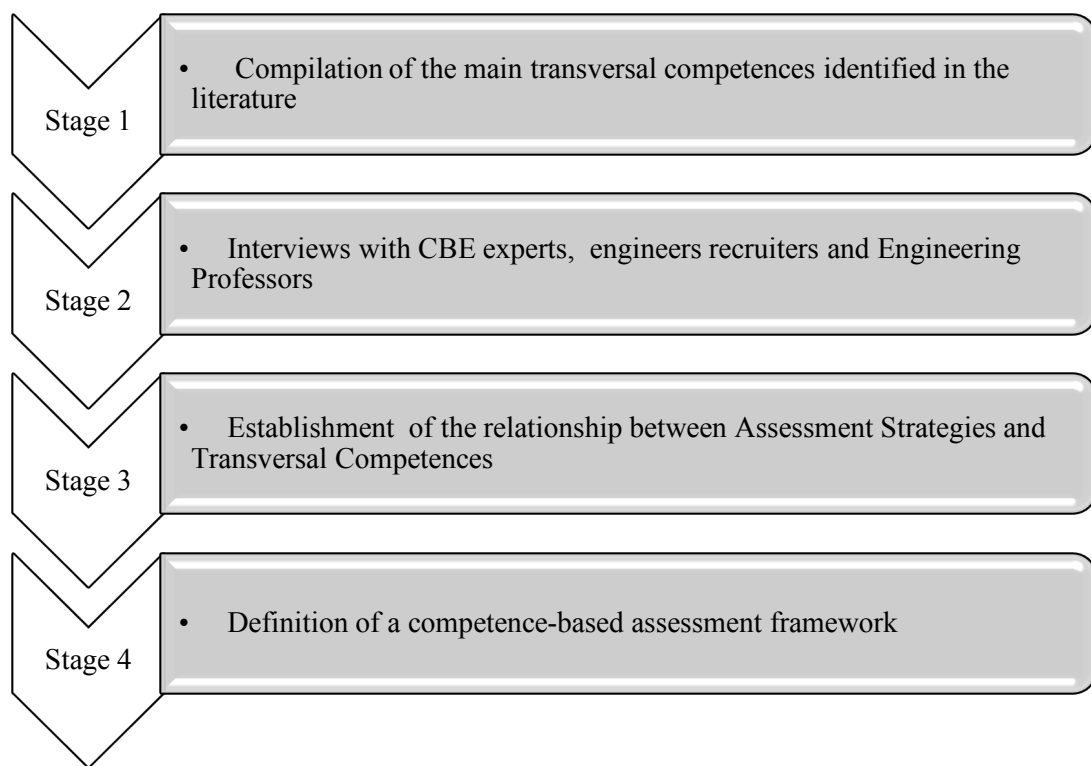 Stage 1
• Compilation of the main transversal competences identified in the
literature
Stage 2
• Interviews with CBE experts, engineers recruiters and Engineering
Professors
Stage 3
• Establishment of the relationship between Assessment Strategies and
Transversal Competences
Stage 4
• Definition of a competence-based assessment framework